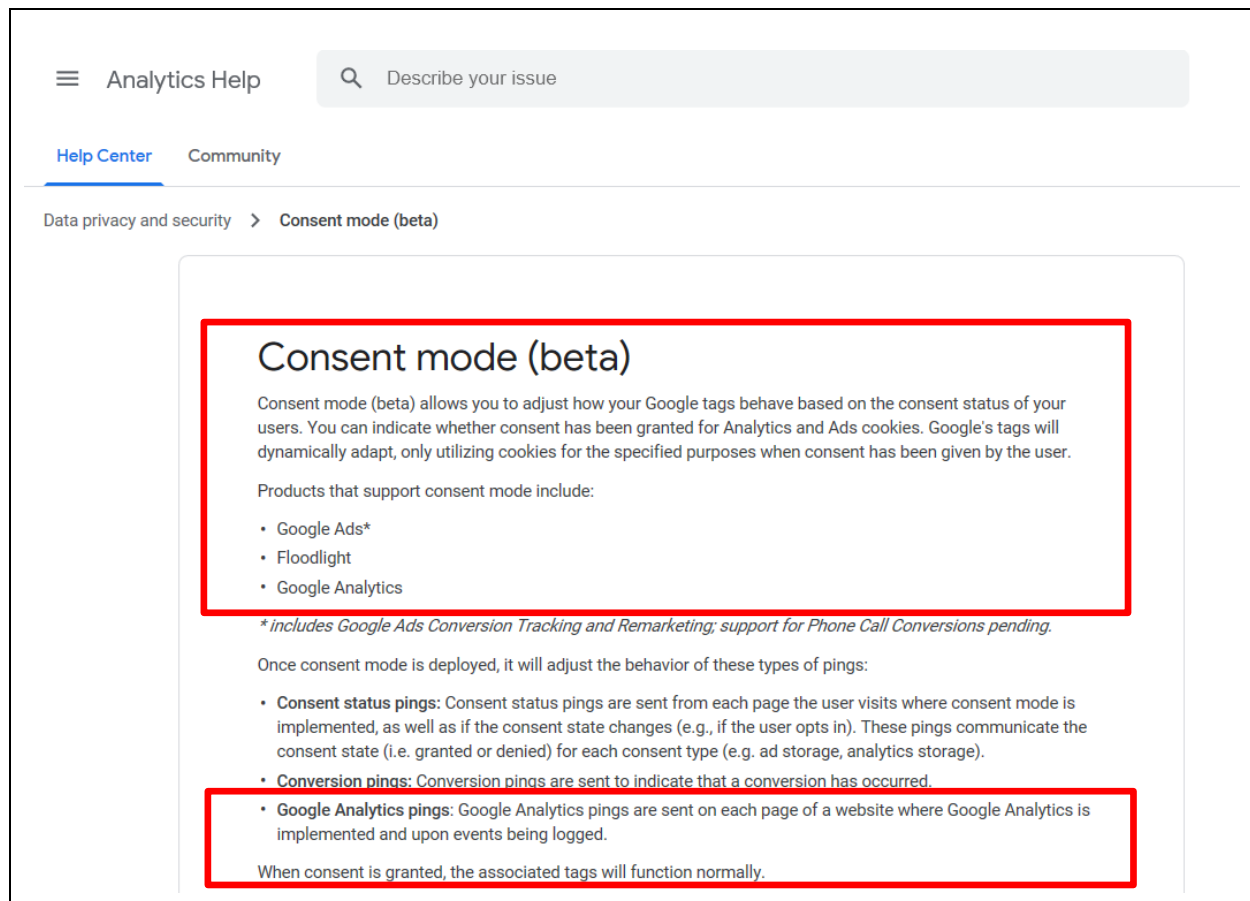 Analytics Help
Describe your issue
Help Center
Community
Data privacy and security > Consent mode (beta)
Consent mode (beta)
Consent mode (beta) allows you to adjust how your Google tags behave based on the consent status of your
users. You can indicate whether consent has been granted for Analytics and Ads cookies. Google's tags will
dynamically adapt, only utilizing cookies for the specified purposes when consent has been given by the user.
Products that support consent mode include:
• Google Ads*
• Floodlight
• Google Analytics
* includes Google Ads Conversion Tracking and Remarketing; support for Phone Call Conversions pending.
Once consent mode is deployed, it will adjust the behavior of these types of pings:
• Consent status pings: Consent status pings are sent from each page the user visits where consent mode is
implemented, as well as if the consent state changes (e.g., if the user opts in). These pings communicate the
consent state (i.e. granted or denied) for each consent type (e.g. ad storage, analytics storage).
• Conversion pings: Conversion pings are sent to indicate that a conversion has occurred.
• Google Analytics pings: Google Analytics pings are sent on each page of a website where Google Analytics is
implemented and upon events being logged.
When consent is granted, the associated tags will function normally.